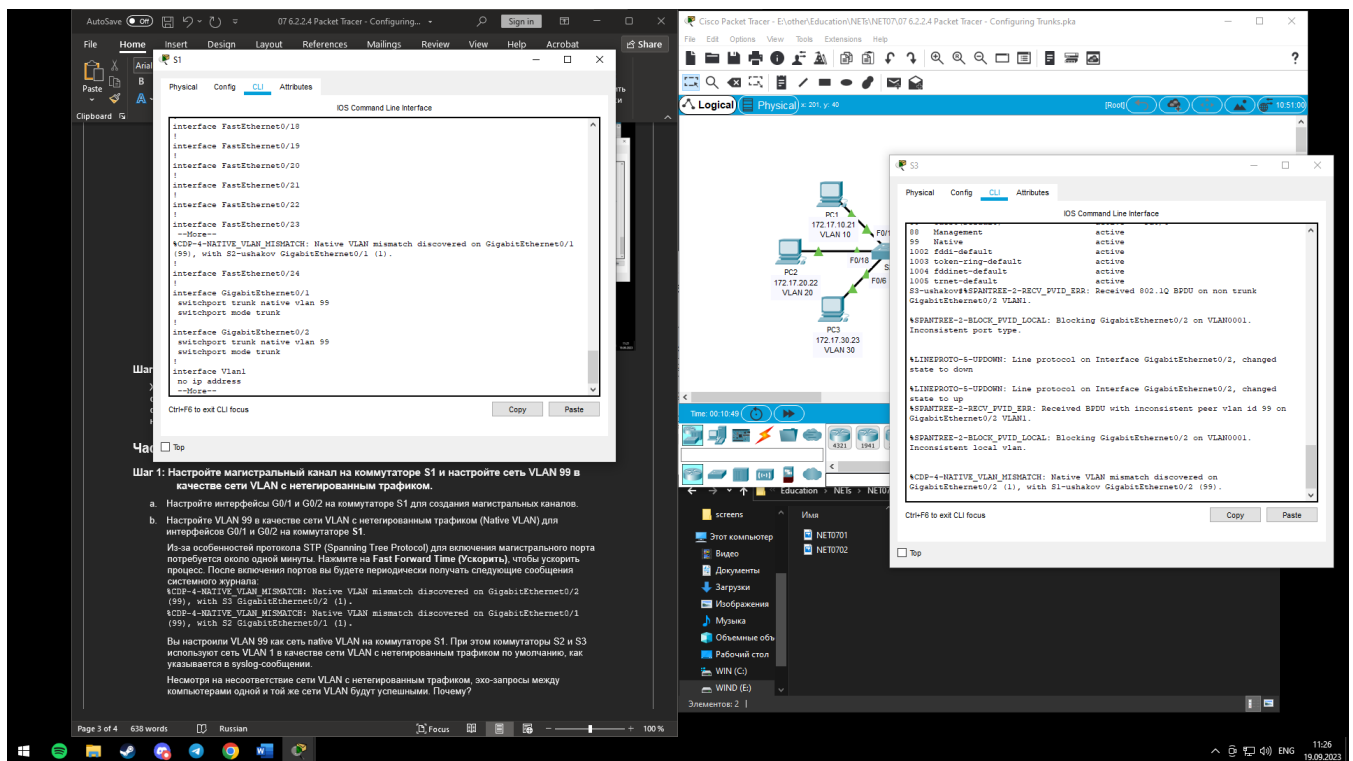 AutoSave Off
07 6.2.2.4 Packet Tracer - Configuring...
Sign in
File Home Insert Design Layout References Mailings Review View Help Acrobat
Share
Paste
Clipboard
Arial
B
S1
Physical Config CLI Attributes
IOS Command Line Interface
interface FastEthernet0/18
!
interface FastEthernet0/19
!
interface FastEthernet0/20
!
interface FastEthernet0/21
!
interface FastEthernet0/22
!
interface FastEthernet0/23
--More--
%CDP-4-NATIVE_VLAN_MISMATCH: Native VLAN mismatch discovered on GigabitEthernet0/1
(99), with S2-ushakov GigabitEthernet0/1 (1).
!
interface FastEthernet0/24
!
interface GigabitEthernet0/1
switchport trunk native vlan 99
switchport mode trunk
!
interface GigabitEthernet0/2
switchport trunk native vlan 99
switchport mode trunk
!
interface Vlan1
no ip address
--More--
Ctrl+F6 to exit CLI focus
Copy Paste
Top
Шаг 1: Настройте магистральный канал на коммутаторе S1 и настройте сеть VLAN 99 в
качестве сети VLAN с нетегированным трафиком.
a. Настройте интерфейсы G0/1 и G0/2 на коммутаторе S1 для создания магистральных каналов.
b. Настройте VLAN 99 в качестве сети VLAN с нетегированным трафиком (Native VLAN) для
интерфейсов G0/1 и G0/2 на коммутаторе S1.
Из-за особенностей протокола STP (Spanning Tree Protocol) для включения магистрального порта
потребуется около одной минуты. Нажмите на Fast Forward Time (Ускорить), чтобы ускорить
процесс. После включения портов вы будете периодически получать следующие сообщения
системного журнала:
%CDP-4-NATIVE_VLAN_MISMATCH: Native VLAN mismatch discovered on GigabitEthernet0/2
(99), with S3 GigabitEthernet0/2 (1).
%CDP-4-NATIVE_VLAN_MISMATCH: Native VLAN mismatch discovered on GigabitEthernet0/1
(99), with S2 GigabitEthernet0/1 (1).
Вы настроили VLAN 99 как сеть native VLAN на коммутаторе S1. При этом коммутаторы S2 и S3
используют сеть VLAN 1 в качестве сети VLAN с нетегированным трафиком по умолчанию, как
указывается в syslog-сообщении.
Несмотря на несоответствие сети VLAN с нетегированным трафиком, эхо-запросы между
компьютерами одной и той же сети VLAN будут успешными. Почему?
Page 3 of 4 638 words Russian Focus 100 %
Cisco Packet Tracer - E:\other\Education\NETs\NET07\07 6.2.2.4 Packet Tracer - Configuring Trunks.pka
File Edit Options View Tools Extensions Help
Logical Physical x: 201, y: 40
[Root] 10:51:00
PC1
172.17.10.21
VLAN 10
PC2
172.17.20.22
VLAN 20
F0/18
F0/6
PC3
172.17.30.23
VLAN 30
Time: 00:10:49
4321 1941
S3
Physical Config CLI Attributes
IOS Command Line Interface
88 Management active
99 Native active
1002 fddi-default active
1003 token-ring-default active
1004 fddinet-default active
1005 trnet-default active
S3-ushakov#%SPANTREE-2-RECV_PVID_ERR: Received 802.1Q BPDU on non trunk
GigabitEthernet0/2 VLAN1.
%SPANTREE-2-BLOCK_PVID_LOCAL: Blocking GigabitEthernet0/2 on VLAN0001.
Inconsistent port type.
%LINEPROTO-5-UPDOWN: Line protocol on Interface GigabitEthernet0/2, changed
state to down
%LINEPROTO-5-UPDOWN: Line protocol on Interface GigabitEthernet0/2, changed
state to up
%SPANTREE-2-RECV_PVID_ERR: Received BPDU with inconsistent peer vlan id 99 on
GigabitEthernet0/2 VLAN1.
%SPANTREE-2-BLOCK_PVID_LOCAL: Blocking GigabitEthernet0/2 on VLAN0001.
Inconsistent local vlan.
%CDP-4-NATIVE_VLAN_MISMATCH: Native VLAN mismatch discovered on
GigabitEthernet0/2 (1), with S1-ushakov GigabitEthernet0/2 (99).
Ctrl+F6 to exit CLI focus
Copy Paste
Top
Education NETs
screens
Этот компьютер
Видео
Документы
Загрузки
Изображения
Музыка
Объемные объ
Рабочий стол
WIN (C:)
WIND (E:)
Имя
NET0701
NET0702
Элементов: 2
ENG
11:26
19.09.2023